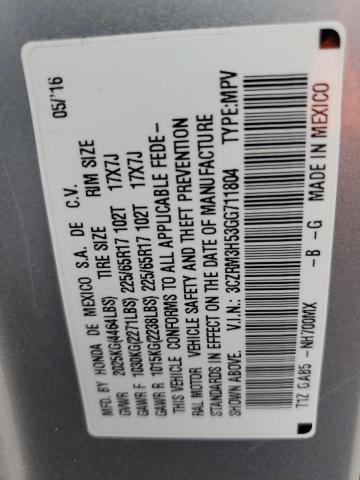 MFD. BY HONDA DE MEXICO S.A. DE C.V. 05/'16
GVWR 2025KG(4464LBS) TIRE SIZE RIM SIZE
GAWR F 1030KG(2271LBS) 225/65R17 102T 17X7J
GAWR R 1015KG(2238LBS) 225/65R17 102T 17X7J
THIS VEHICLE CONFORMS TO ALL APPLICABLE FEDE-
RAL MOTOR VEHICLE SAFETY AND THEFT PREVENTION
STANDARDS IN EFFECT ON THE DATE OF MANUFACTURE
SHOWN ABOVE.
V.I.N.: 3CZRM3H53GG711804 TYPE:MPV
T1Z GAB5 -NH700MX -B -G MADE IN MEXICO